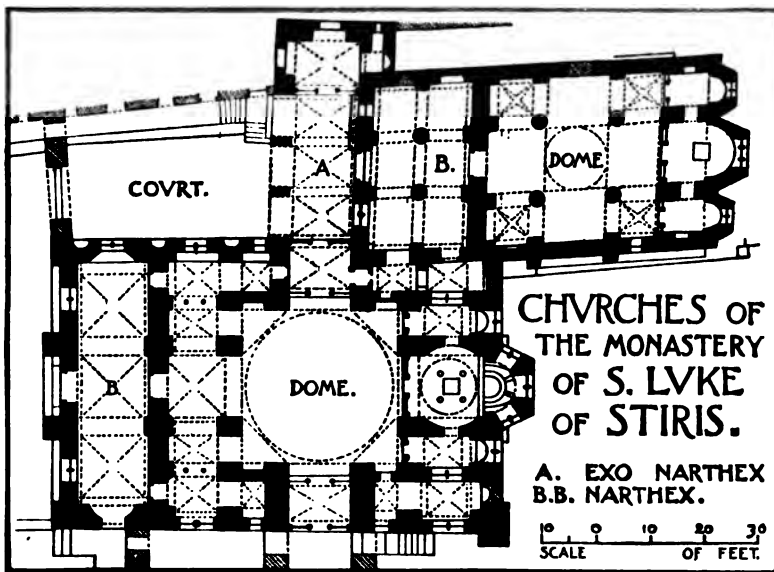 COVRT.
A
B.
DOME
B
DOME.
CHVRCHES OF
THE MONASTERY
OF S. LVKE
OF STIRIS.
A. EXO NARTHEX
B.B. NARTHEX.
10 0 10 20 30
SCALE OF FEET.